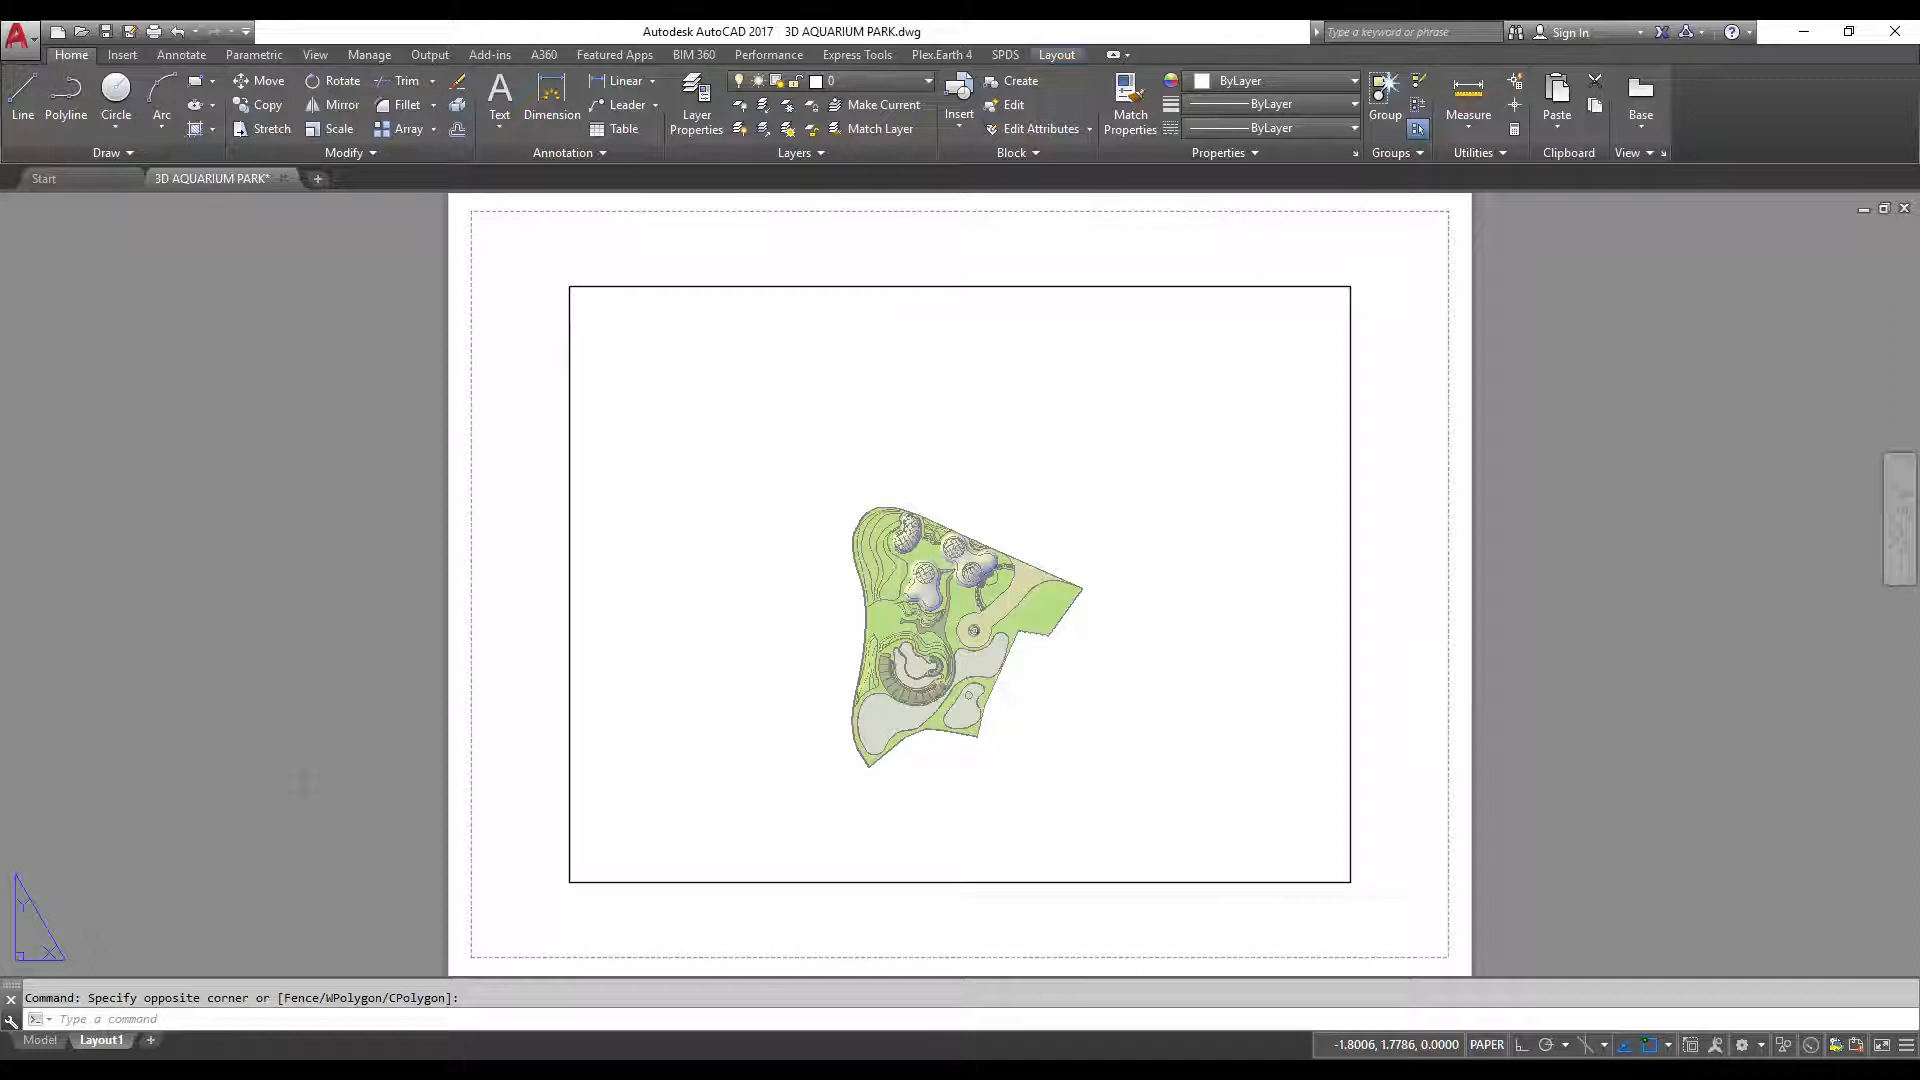 Autodesk AutoCAD 2017 3D AQUARIUM PARK.dwg
Type a keyword or phrase
Sign In
Home Insert Annotate Parametric View Manage Output Add-ins A360 Featured Apps BIM 360 Performance Express Tools Plex.Earth 4 SPDS Layout
Line Polyline Circle Arc
Move Rotate Trim
Copy Mirror Fillet
Stretch Scale Array
Text Dimension
Linear
Leader
Table
Layer Properties
0
Make Current
Match Layer
Insert
Create
Edit
Edit Attributes
Match Properties
ByLayer
ByLayer
ByLayer
Group
Measure
Paste
Base
Draw Modify Annotation Layers Block Properties Groups Utilities Clipboard View
Start 3D AQUARIUM PARK*
Y
X
Command: Specify opposite corner or [Fence/WPolygon/CPolygon]:
Type a command
Model Layout1
-1.8006, 1.7786, 0.0000 PAPER